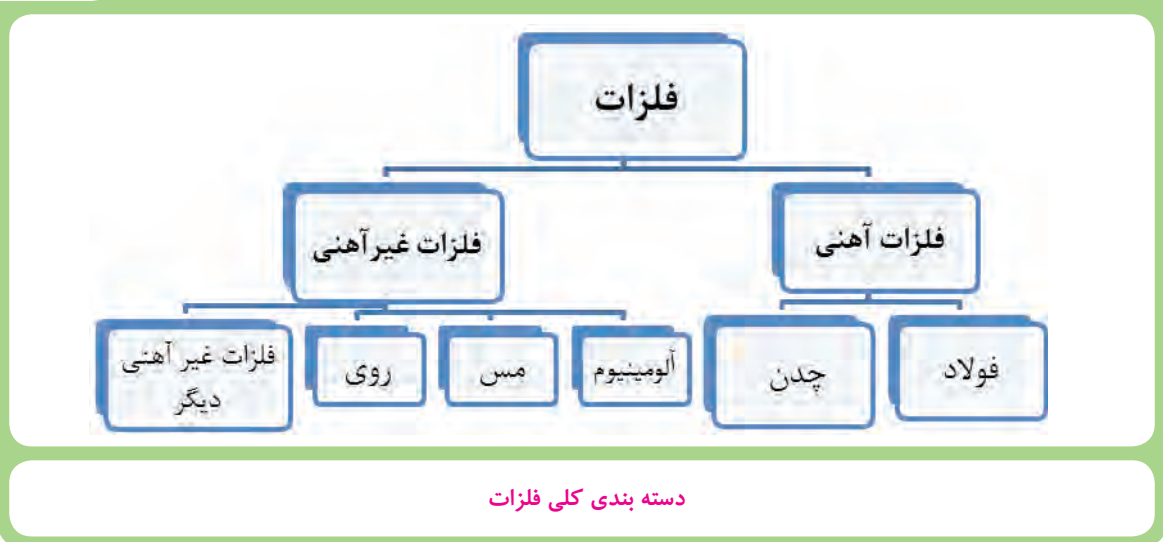 فلزات
فلزات آهنی
فلزات غیرآهنی
فولاد
چدن
آلومینیوم
مس
روی
فلزات غیر آهنی
دیگر
دسته بندی کلی فلزات